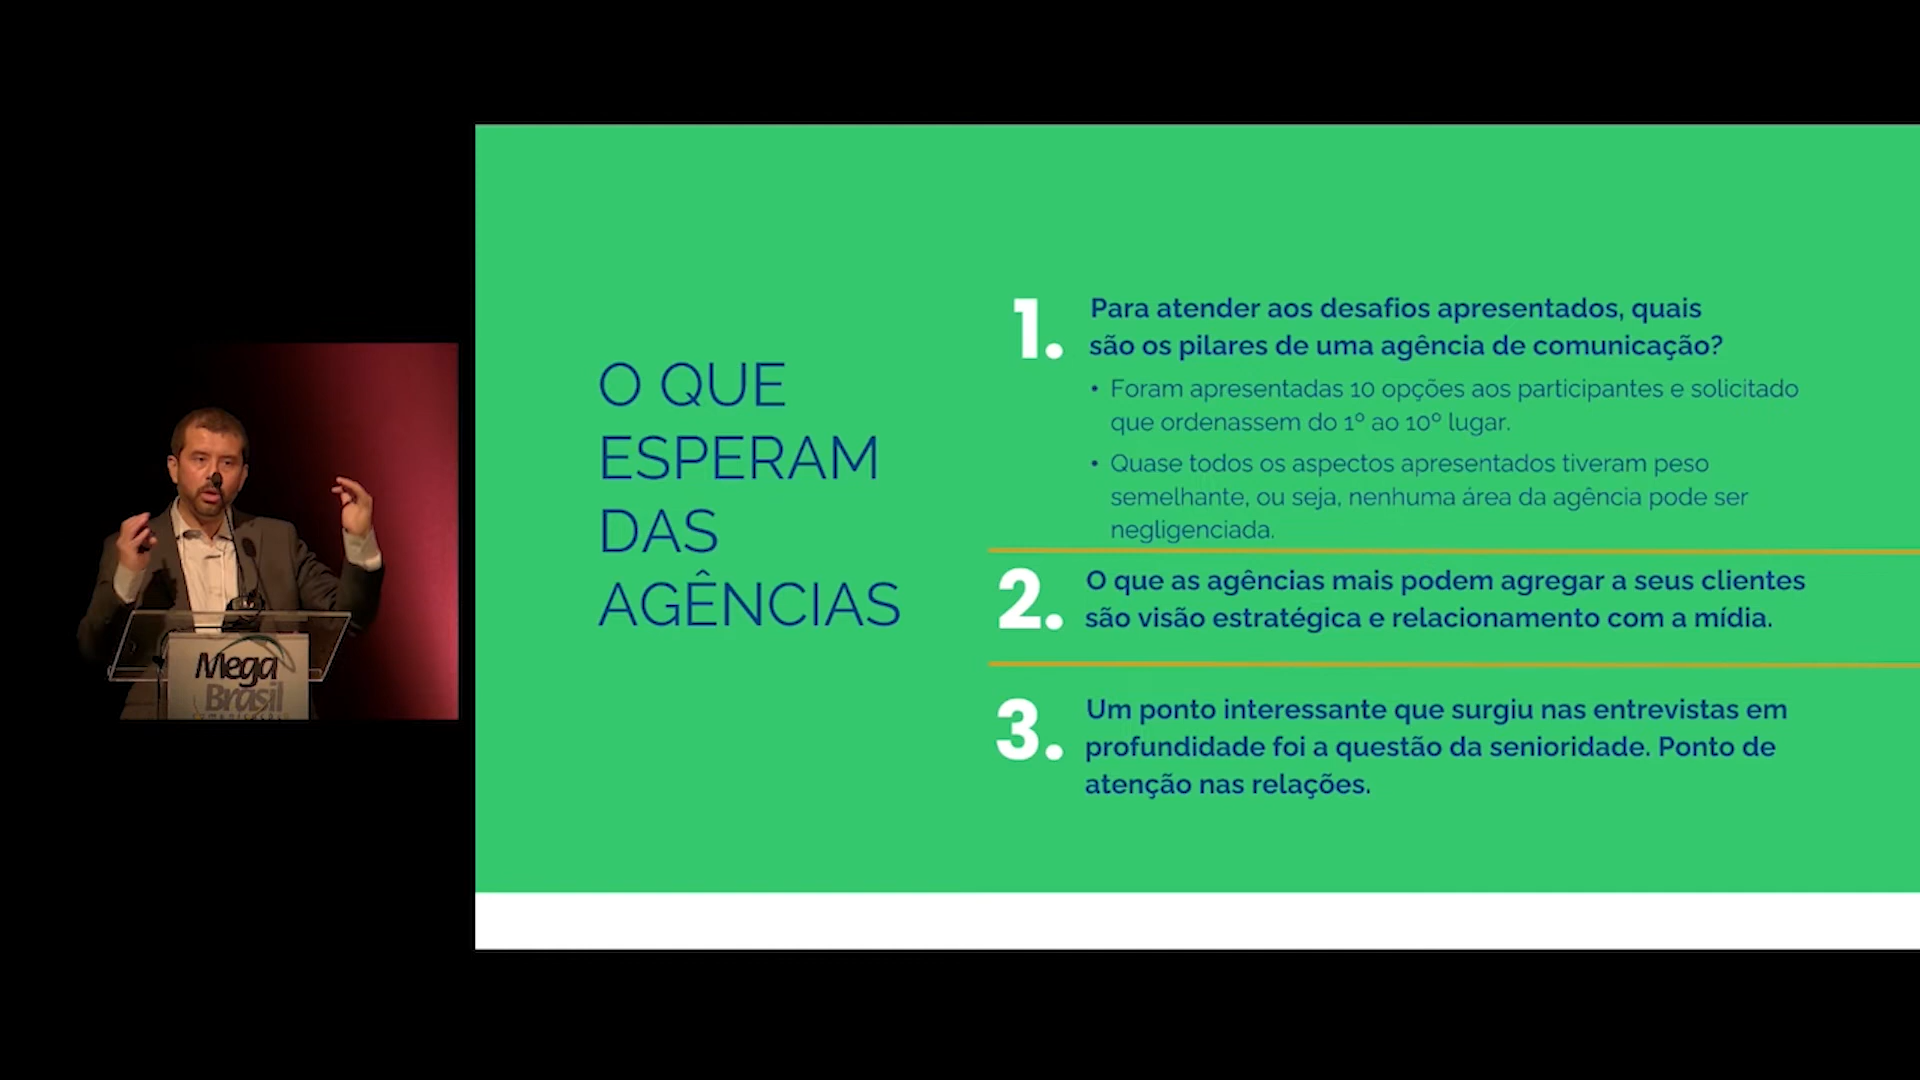 O QUE
ESPERAM
DAS
AGÊNCIAS
1. Para atender aos desafios apresentados, quais
são os pilares de uma agência de comunicação?
• Foram apresentadas 10 opções aos participantes e solicitado
que ordenassem do 1º ao 10º lugar.
• Quase todos os aspectos apresentados tiveram peso
semelhante, ou seja, nenhuma área da agência pode ser
negligenciada.
2. O que as agências mais podem agregar a seus clientes
são visão estratégica e relacionamento com a mídia.
3. Um ponto interessante que surgiu nas entrevistas em
profundidade foi a questão da senioridade. Ponto de
atenção nas relações.
Mega
Brasil